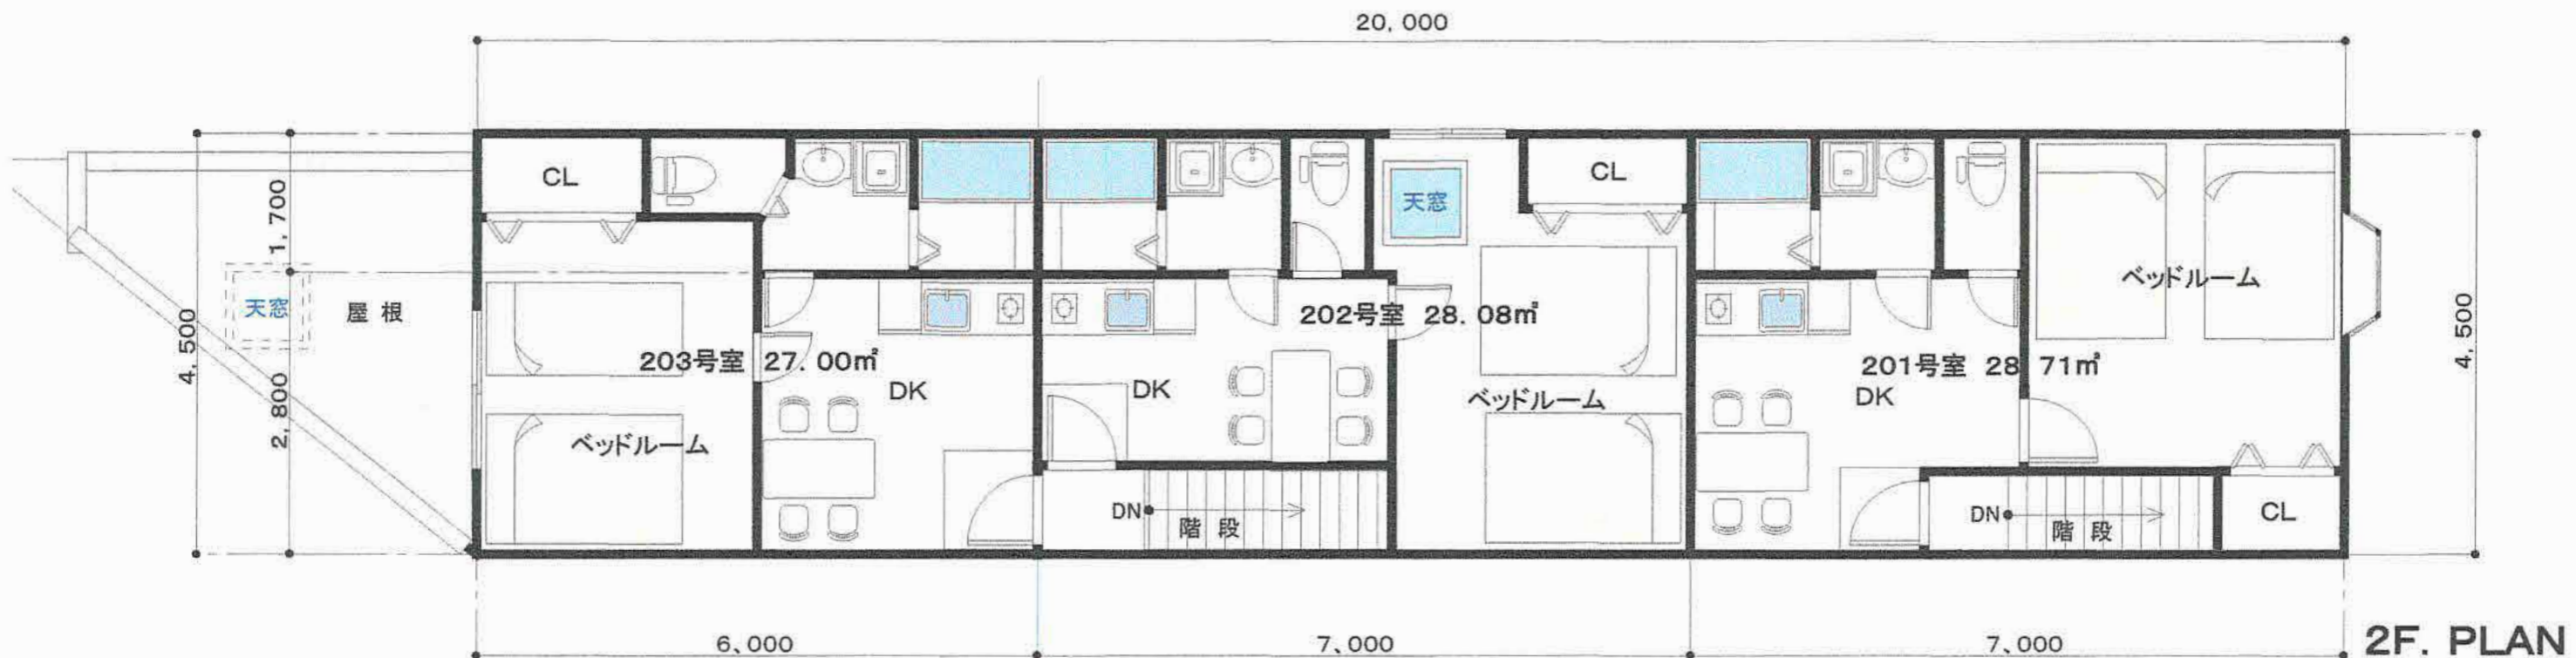 20, 000
1, 700
4, 500
2, 800
天窓
屋 根
CL
203号室 27. 00㎡
DK
ベッドルーム
CL
天窓
202号室 28. 08㎡
DK
ベッドルーム
DN
階 段
ベッドルーム
201号室 28. 71㎡
DK
DN
階 段
CL
4, 500
6、000
7、000
7、000
2F. PLAN